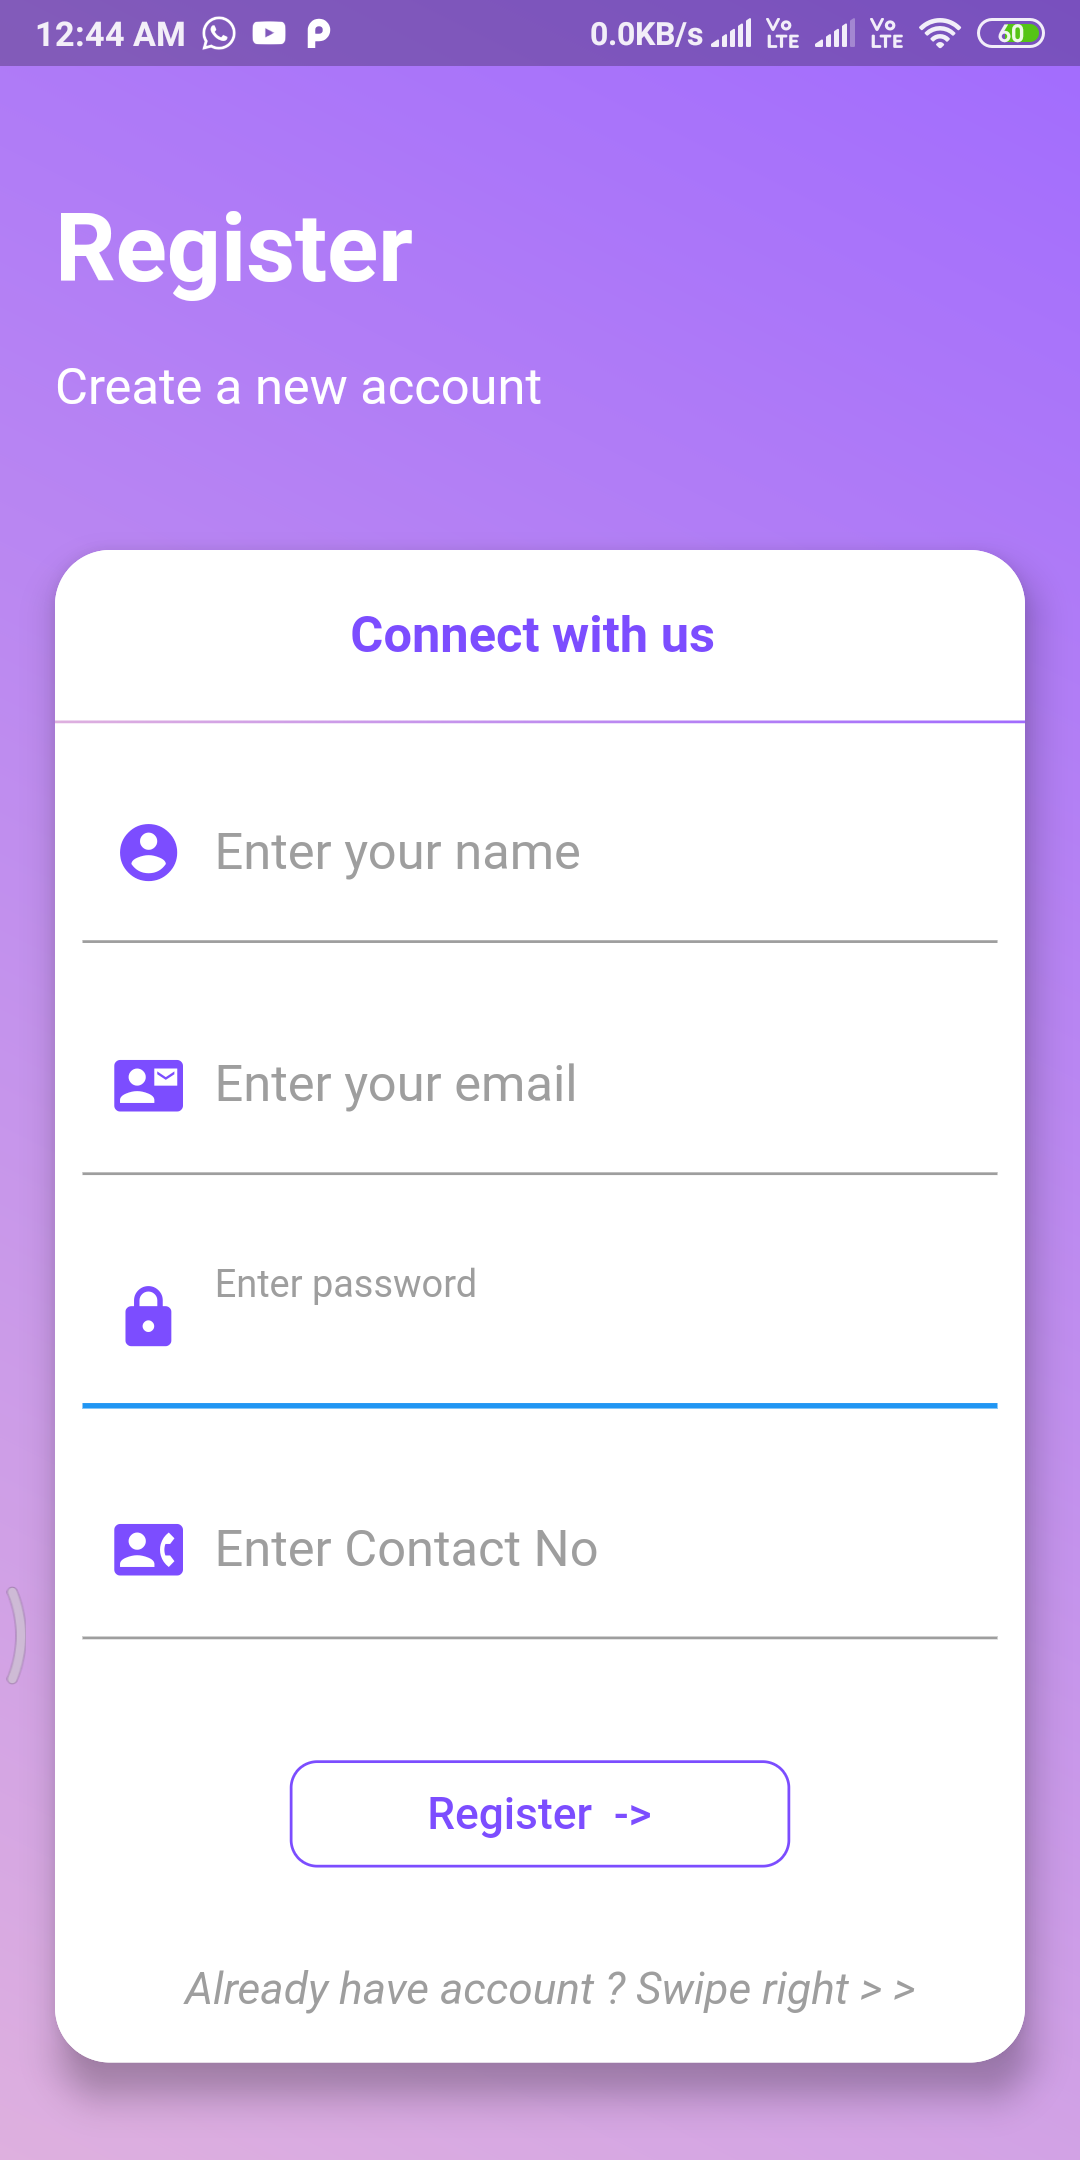 12:44 AM 0.0KB/s Vo LTE Vo LTE 60
Register
Create a new account
Connect with us
Enter your name
Enter your email
Enter password
Enter Contact No
Register ->
Already have account ? Swipe right > >